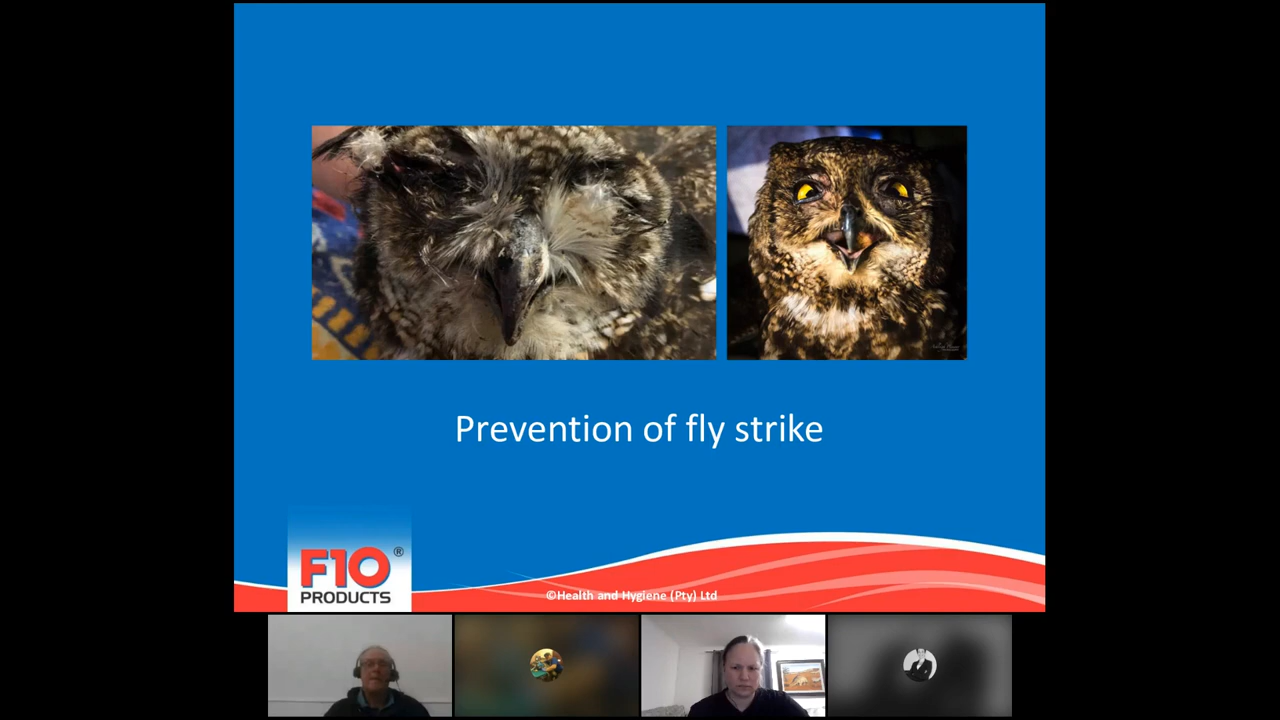 Prevention of fly strike
F10 ®
PRODUCTS
©Health and Hygiene (Pty) Ltd